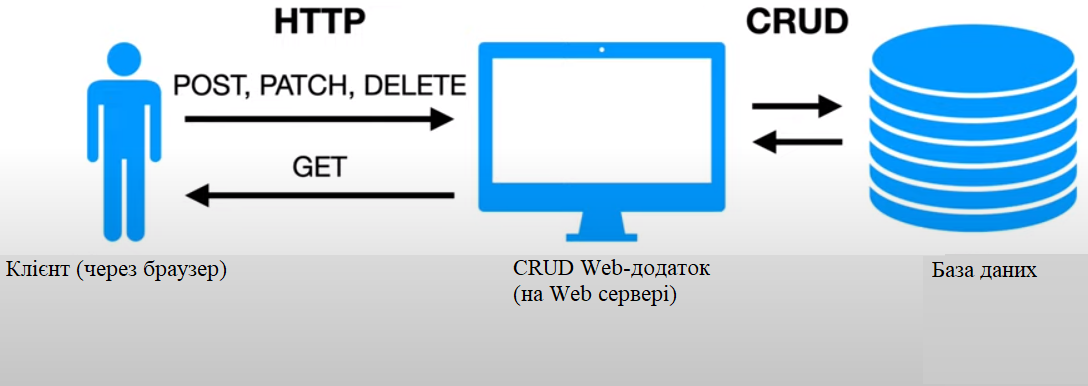 HTTP
CRUD
POST, PATCH, DELETE
GET
Клієнт (через браузер)
CRUD Web-додаток
(на Web сервері)
База даних